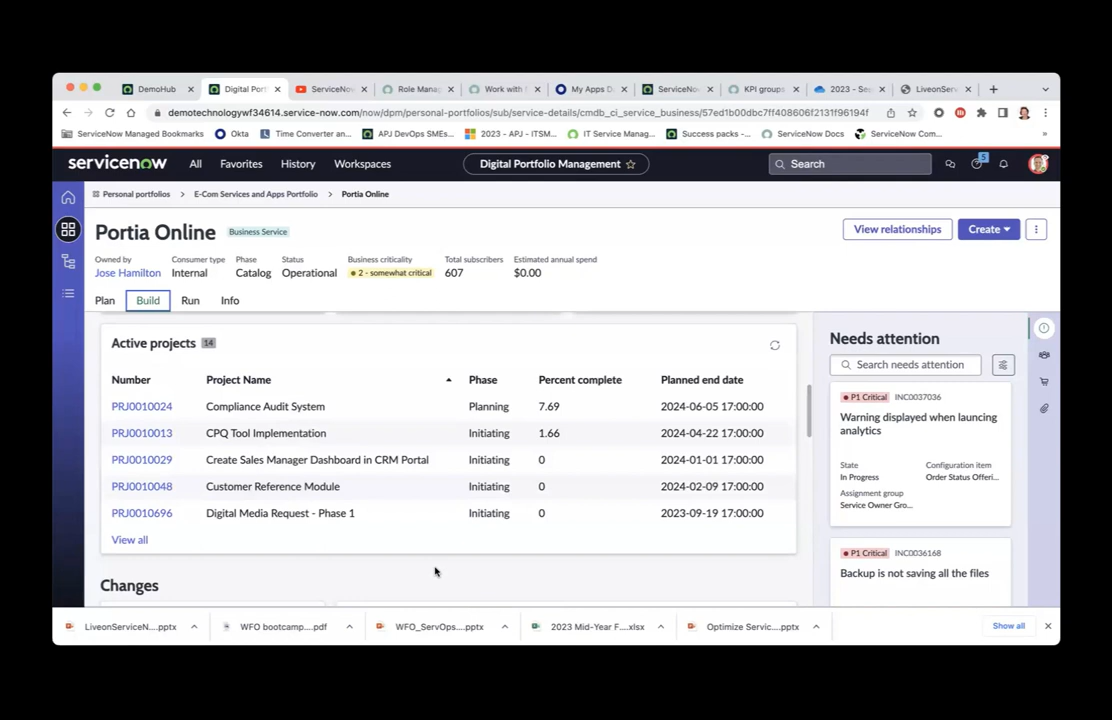 DemoHub
Digital Port
ServiceNow
Role Manag
Work with
My Apps D
ServiceNo
KPI groups
2023 - Se
LiveonServ
demotechnologywf34614.service-now.com/now/dpm/personal-portfolios/sub/service-details/cmdb_ci_service_business/57ed1b00dbc7ff408606f2131f96194f
ServiceNow Managed Bookmarks
Okta
Time Converter an...
APJ DevOps SMEs...
2023 - APJ - ITSM...
IT Service Manag...
Success packs -...
ServiceNow Docs
ServiceNow Com...
»
servicenow
All
Favorites
History
Workspaces
Digital Portfolio Management
Search
5
Personal portfolios > E-Com Services and Apps Portfolio > Portia Online
Portia Online
Business Service
View relationships
Create
Owned by
Jose Hamilton
Consumer type
Internal
Phase
Catalog
Status
Operational
Business criticality
2 - somewhat critical
Total subscribers
607
Estimated annual spend
$0.00
Plan
Build
Run
Info
Active projects 14
Number Project Name Phase Percent complete Planned end date
PRJ0010024 Compliance Audit System Planning 7.69 2024-06-05 17:00:00
PRJ0010013 CPQ Tool Implementation Initiating 1.66 2024-04-22 17:00:00
PRJ0010029 Create Sales Manager Dashboard in CRM Portal Initiating 0 2024-01-01 17:00:00
PRJ0010048 Customer Reference Module Initiating 0 2024-02-09 17:00:00
PRJ0010696 Digital Media Request - Phase 1 Initiating 0 2023-09-19 17:00:00
View all
Changes
Needs attention
Search needs attention
P1 Critical INC0037036
Warning displayed when launcing
analytics
State
In Progress
Configuration item
Order Status Offeri...
Assignment group
Service Owner Gro...
P1 Critical INC0036168
Backup is not saving all the files
LiveonServiceN....pptx
WFO bootcamp....pdf
WFO_ServOps....pptx
2023 Mid-Year F....xlsx
Optimize Servic....pptx
Show all